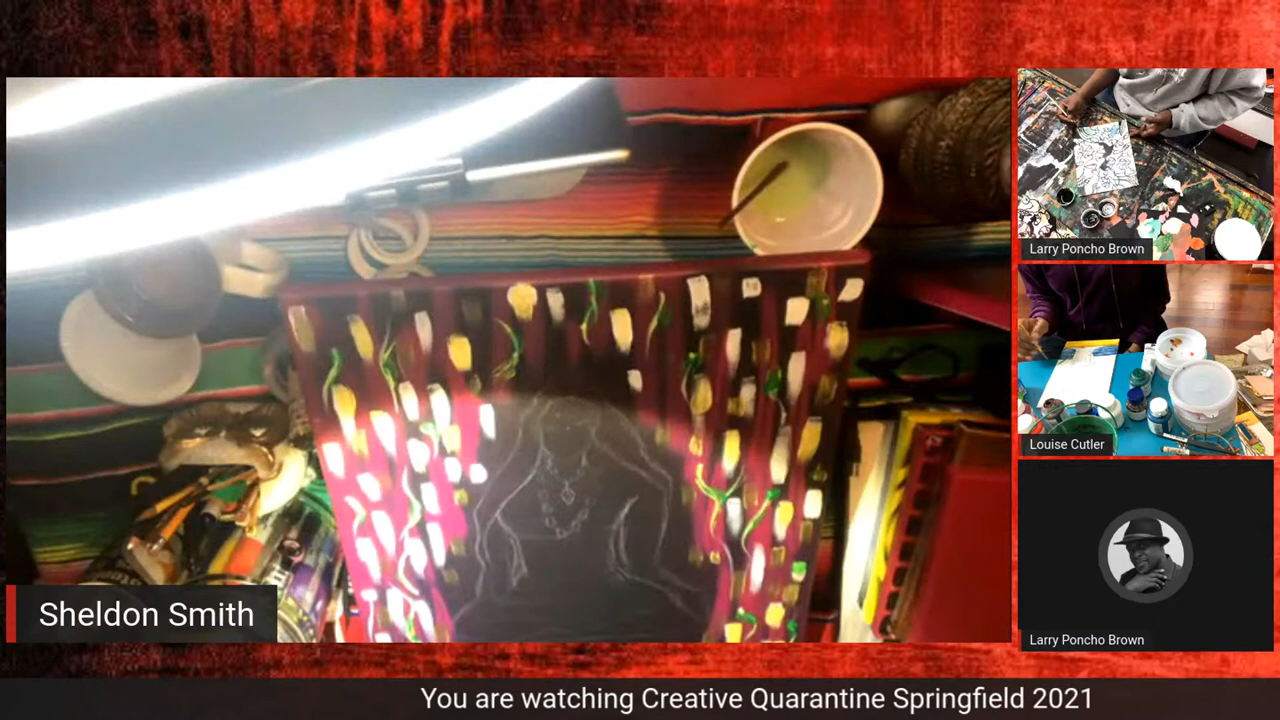 Larry Poncho Brown
Louise Cutler
Sheldon Smith
Larry Poncho Brown
You are watching Creative Quarantine Springfield 2021